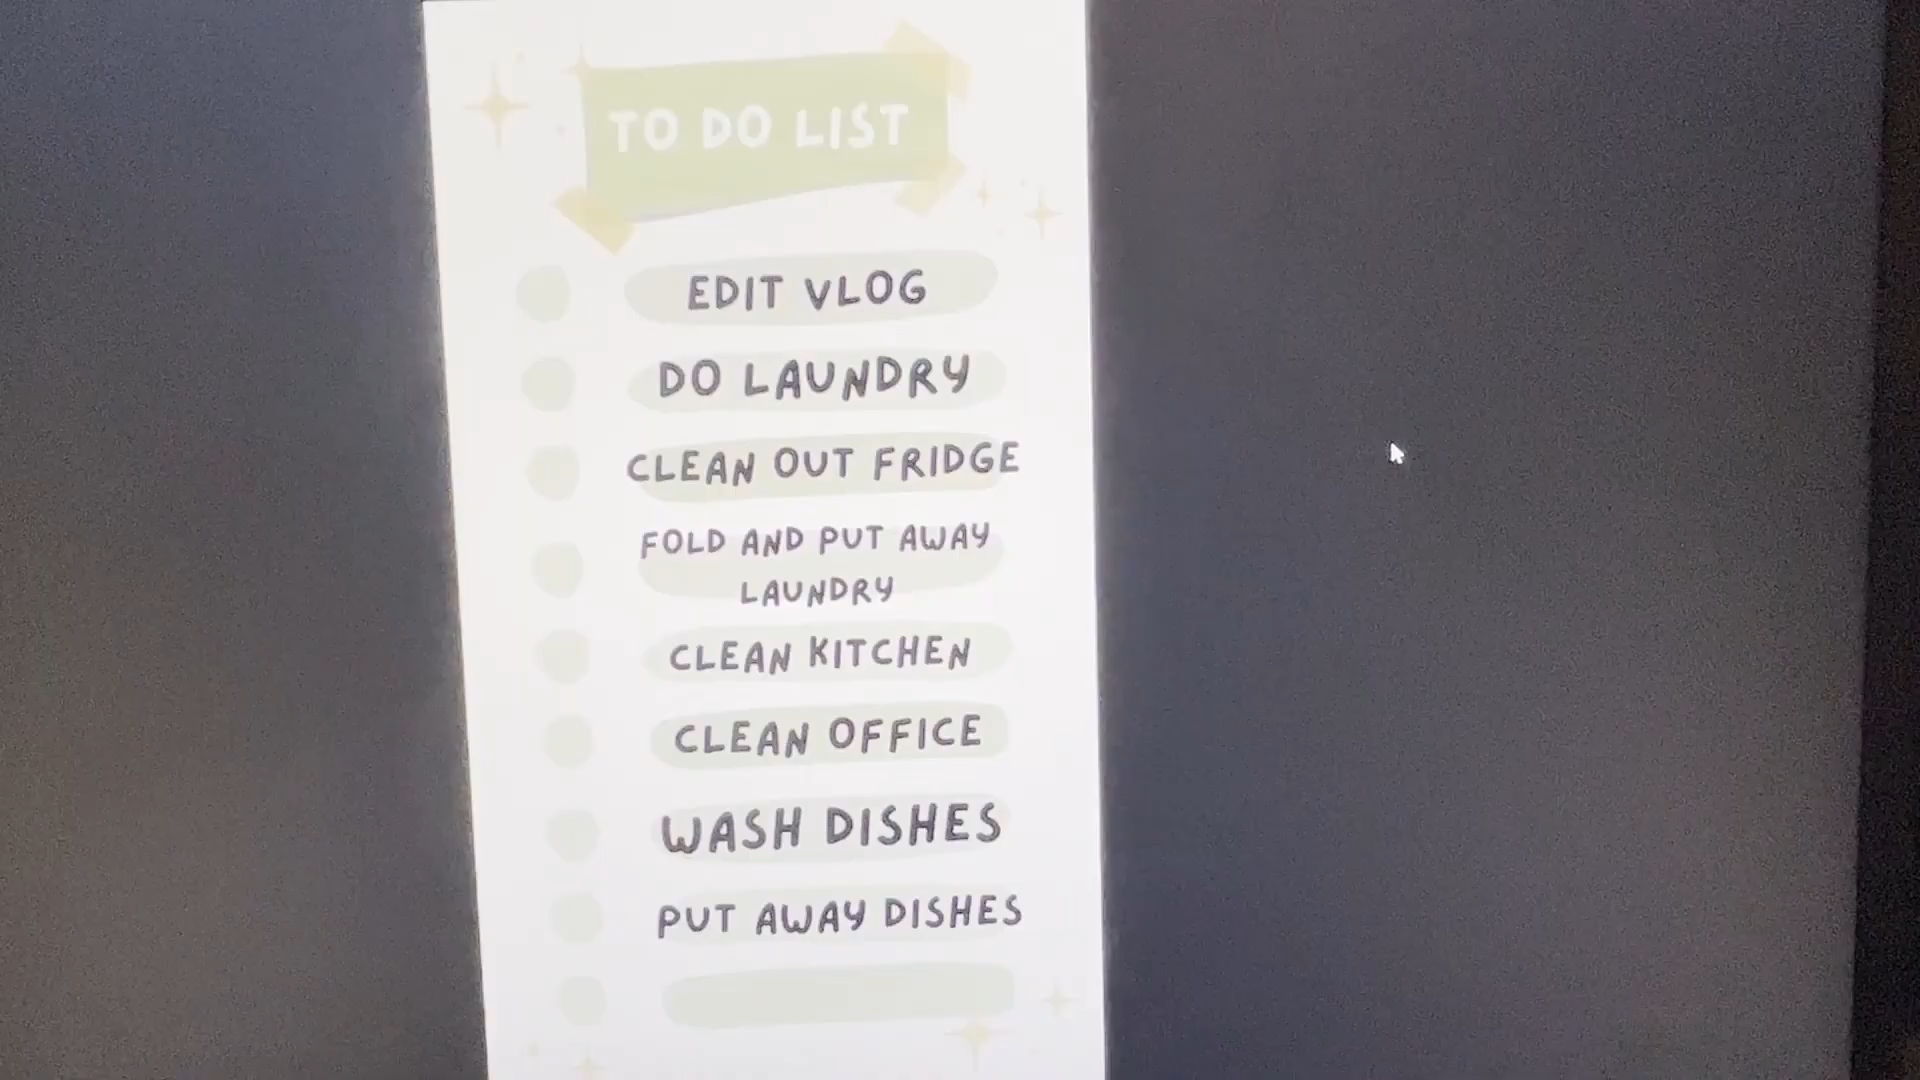 TO DO LIST
EDIT VLOG
DO LAUNDRY
CLEAN OUT FRIDGE
FOLD AND PUT AWAY
LAUNDRY
CLEAN KITCHEN
CLEAN OFFICE
WASH DISHES
PUT AWAY DISHES